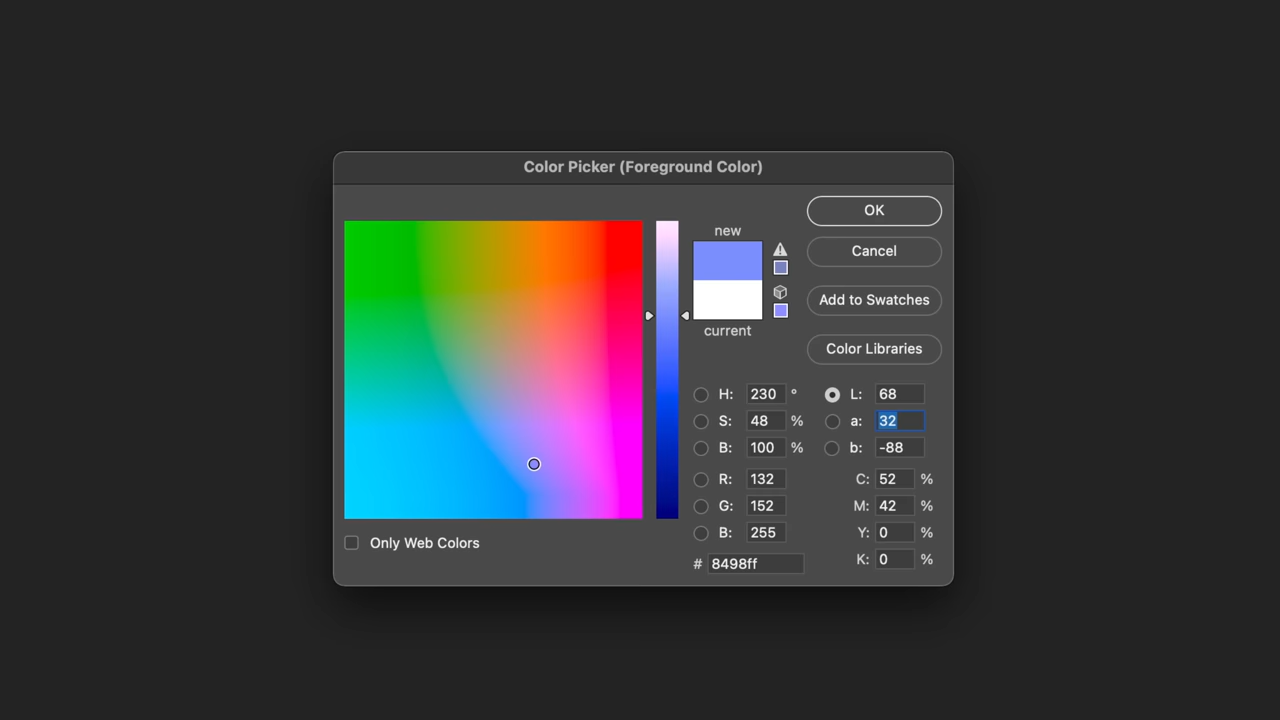 Color Picker (Foreground Color)
new
current
OK
Cancel
Add to Swatches
Color Libraries
H: 230 °
S: 48 %
B: 100 %
R: 132
G: 152
B: 255
# 8498ff
L: 68
a: 32
b: -88
C: 52 %
M: 42 %
Y: 0 %
K: 0 %
Only Web Colors